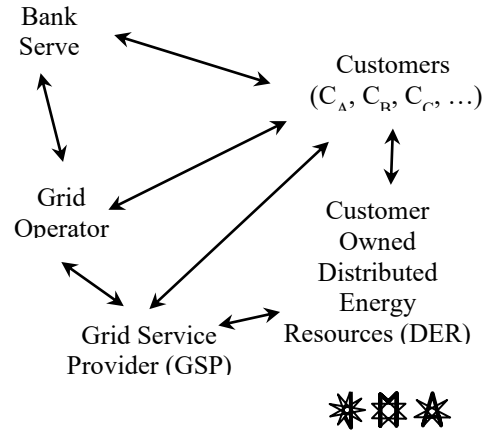 Bank
Serve
Customers
(C_A, C_B, C_C, …)
Grid
Operator
Customer
Owned
Distributed
Energy
Resources (DER)
Grid Service
Provider (GSP)